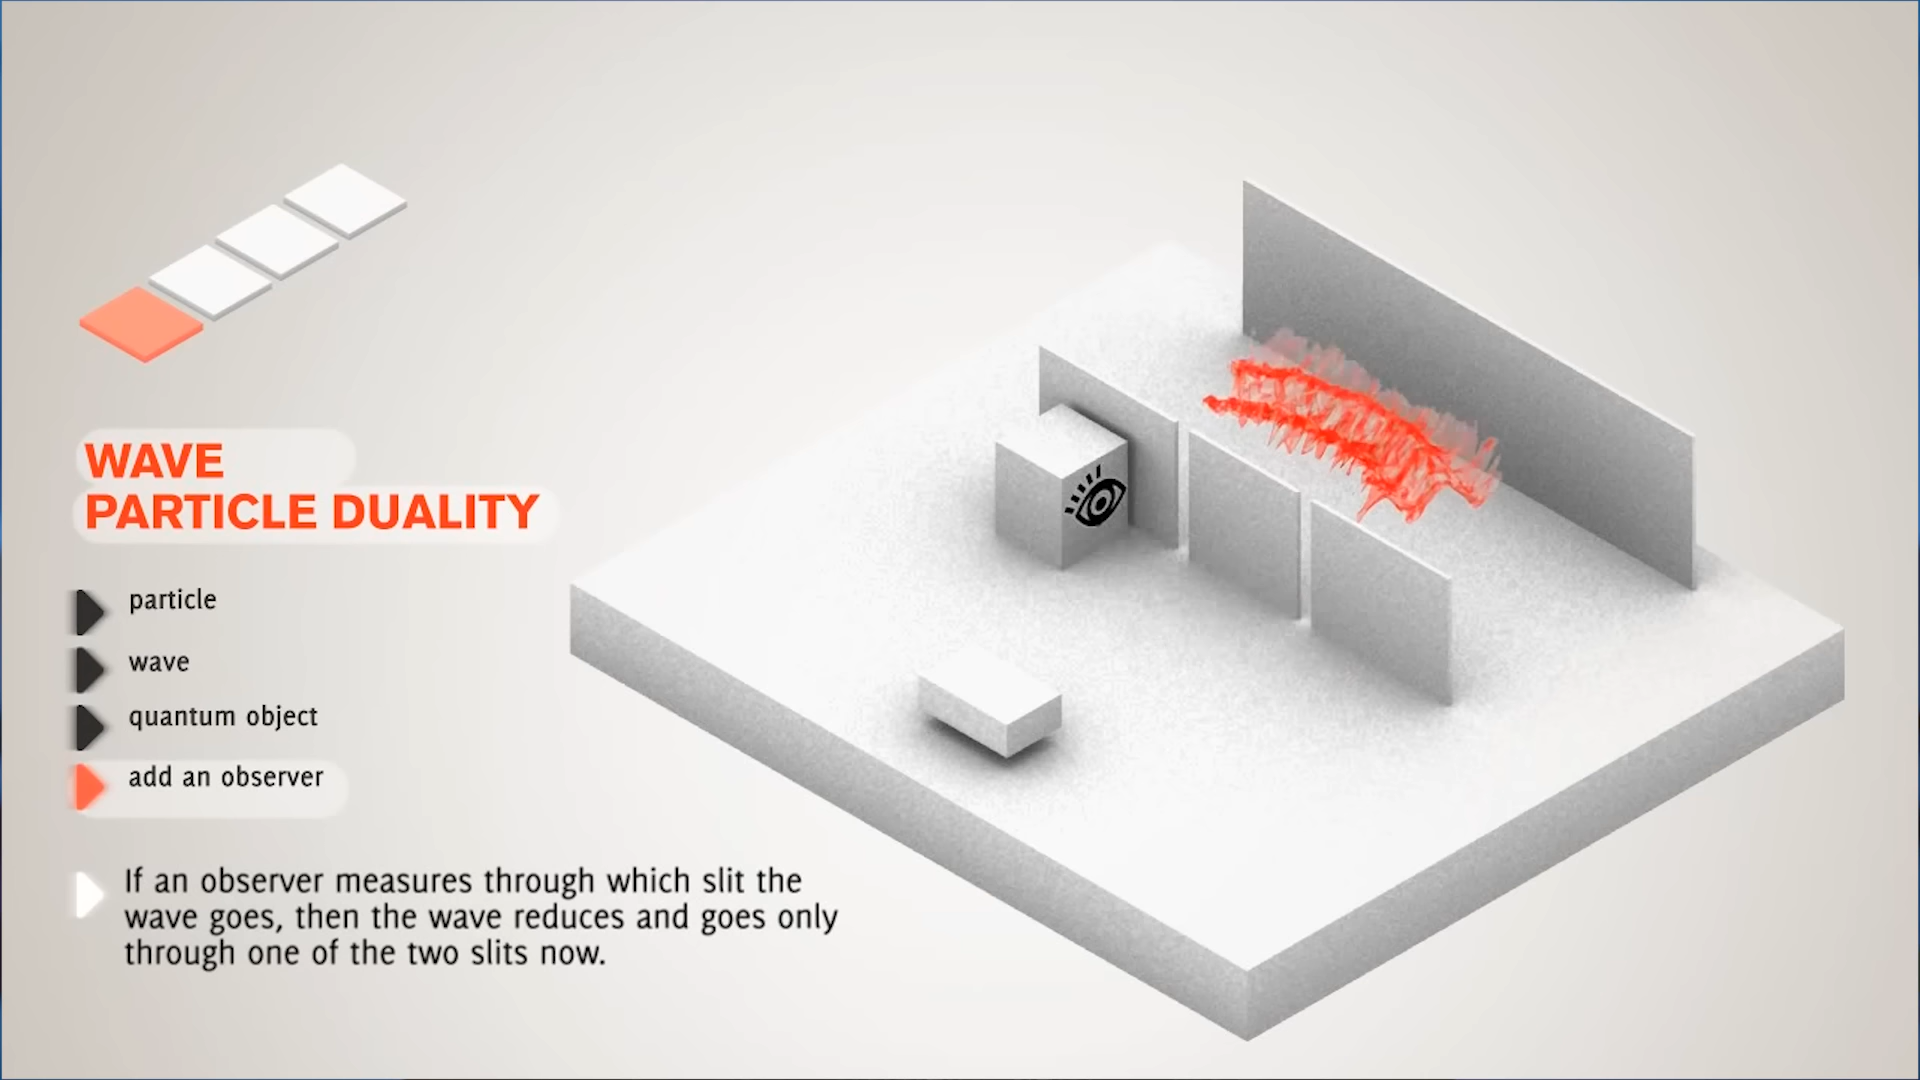 WAVE
PARTICLE DUALITY
particle
wave
quantum object
add an observer
If an observer measures through which slit the
wave goes, then the wave reduces and goes only
through one of the two slits now.